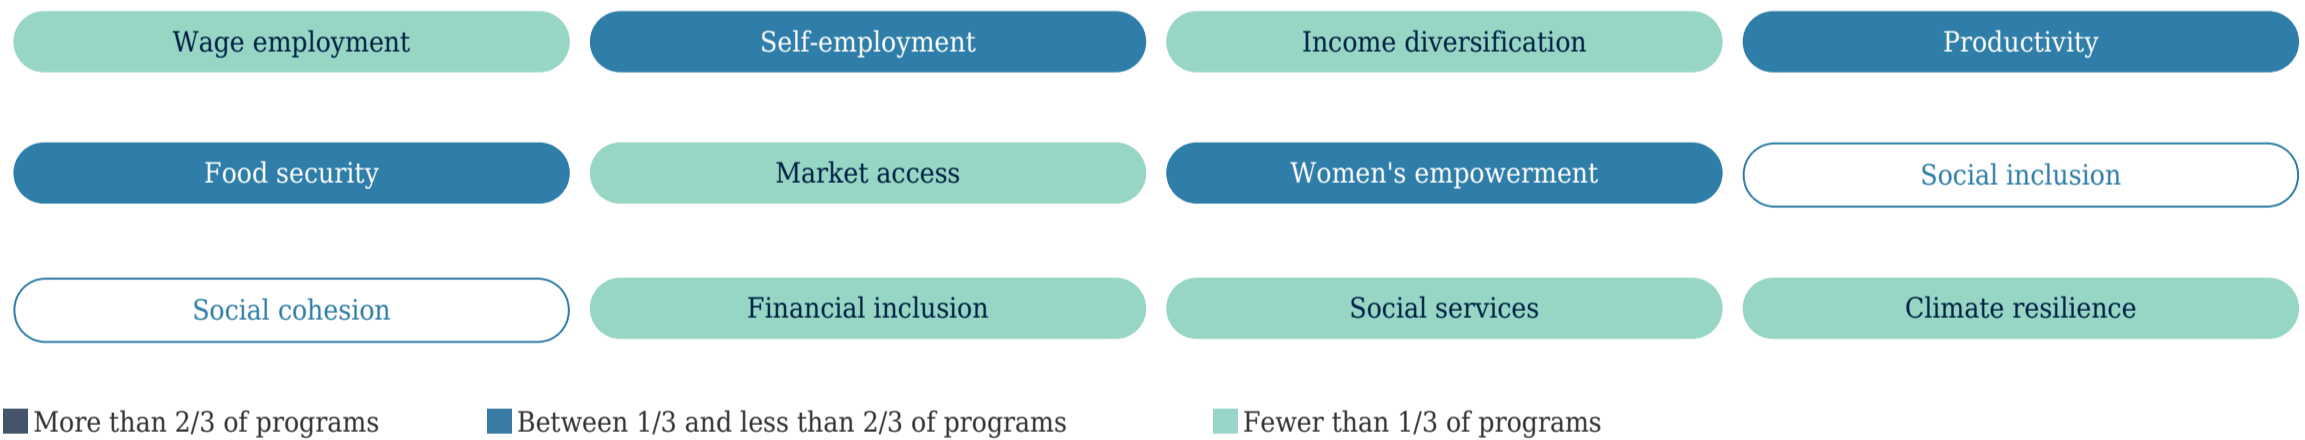 Wage employment
Self-employment
Income diversification
Productivity
Food security
Market access
Women's empowerment
Social inclusion
Social cohesion
Financial inclusion
Social services
Climate resilience
More than 2/3 of programs
Between 1/3 and less than 2/3 of programs
Fewer than 1/3 of programs